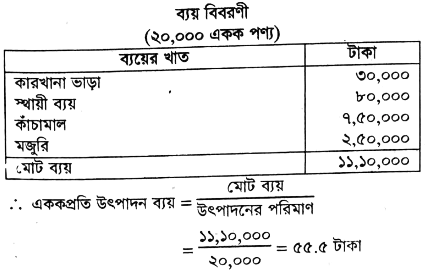 ব্যয় বিবরণী
(২০,০০০ একক পণ্য)
ব্যয়ের খাত টাকা
কারখানা ভাড়া ৩০,০০০
স্থায়ী ব্যয় ৮০,০০০
কাঁচামাল ৭,৫০,০০০
মজুরি ২,৫০,০০০
মোট ব্যয় ১১,১০,০০০
∴ এককপ্রতি উৎপাদন ব্যয় = মোট ব্যয় / উৎপাদনের পরিমাণ
= ১১,১০,০০০ / ২০,০০০ = ৫৫.৫ টাকা